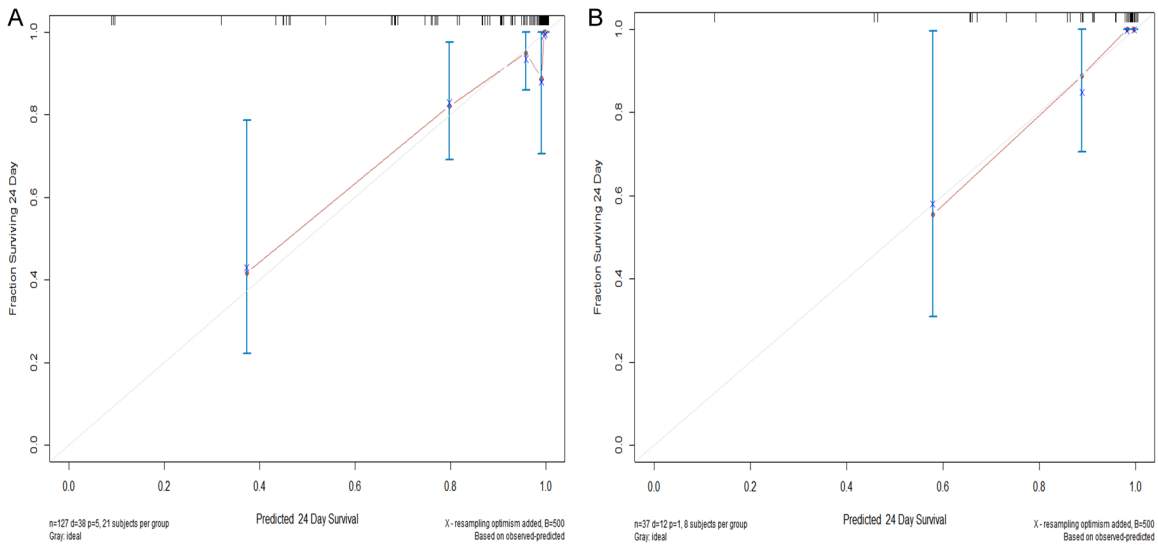 A
Fraction Surviving 24 Day
1.0
0.8
0.6
0.4
0.2
0.0
0.0 0.2 0.4 0.6 0.8 1.0
Predicted 24 Day Survival
n=127 d=38 p=5, 21 subjects per group
Gray: ideal
X - resampling optimism added, B=500
Based on observed-predicted
B
Fraction Surviving 24 Day
1.0
0.8
0.6
0.4
0.2
0.0
0.0 0.2 0.4 0.6 0.8 1.0
Predicted 24 Day Survival
n=37 d=12 p=1, 8 subjects per group
Gray: ideal
X - resampling optimism added, B=500
Based on observed-predicted